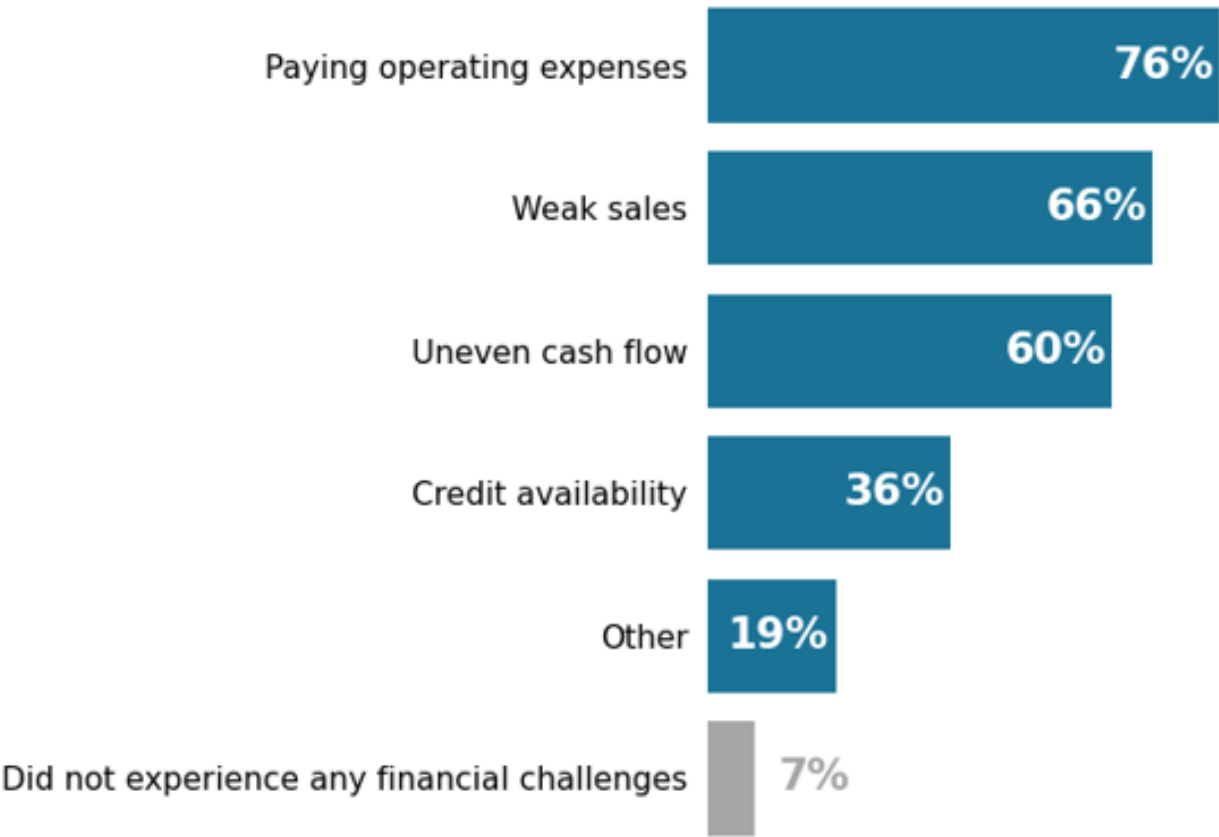 Paying operating expenses 76%
Weak sales 66%
Uneven cash flow 60%
Credit availability 36%
Other 19%
Did not experience any financial challenges 7%